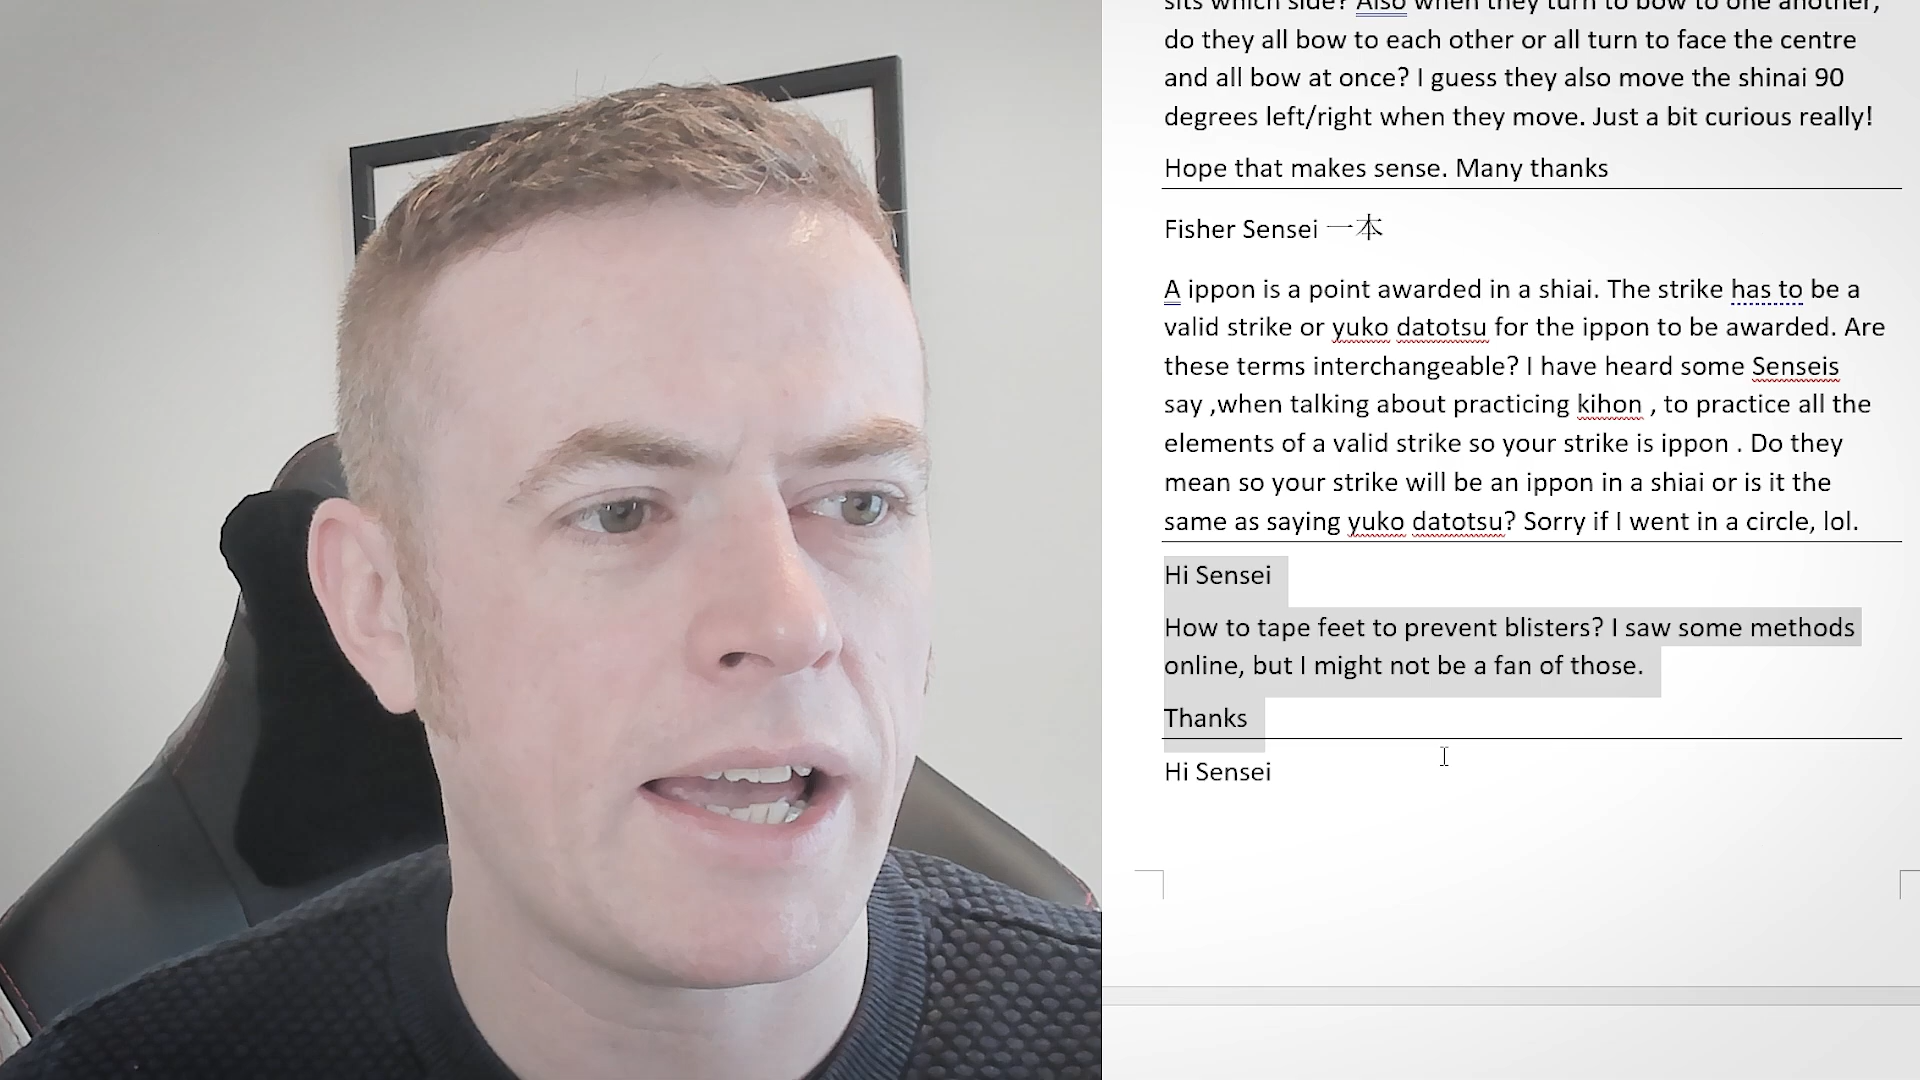 sits which side? Also when they turn to bow to one another,
do they all bow to each other or all turn to face the centre
and all bow at once? I guess they also move the shinai 90
degrees left/right when they move. Just a bit curious really!
Hope that makes sense. Many thanks
Fisher Sensei 一本
A ippon is a point awarded in a shiai. The strike has to be a
valid strike or yuko datotsu for the ippon to be awarded. Are
these terms interchangeable? I have heard some Senseis
say ,when talking about practicing kihon , to practice all the
elements of a valid strike so your strike is ippon . Do they
mean so your strike will be an ippon in a shiai or is it the
same as saying yuko datotsu? Sorry if I went in a circle, lol.
Hi Sensei
How to tape feet to prevent blisters? I saw some methods
online, but I might not be a fan of those.
Thanks
Hi Sensei